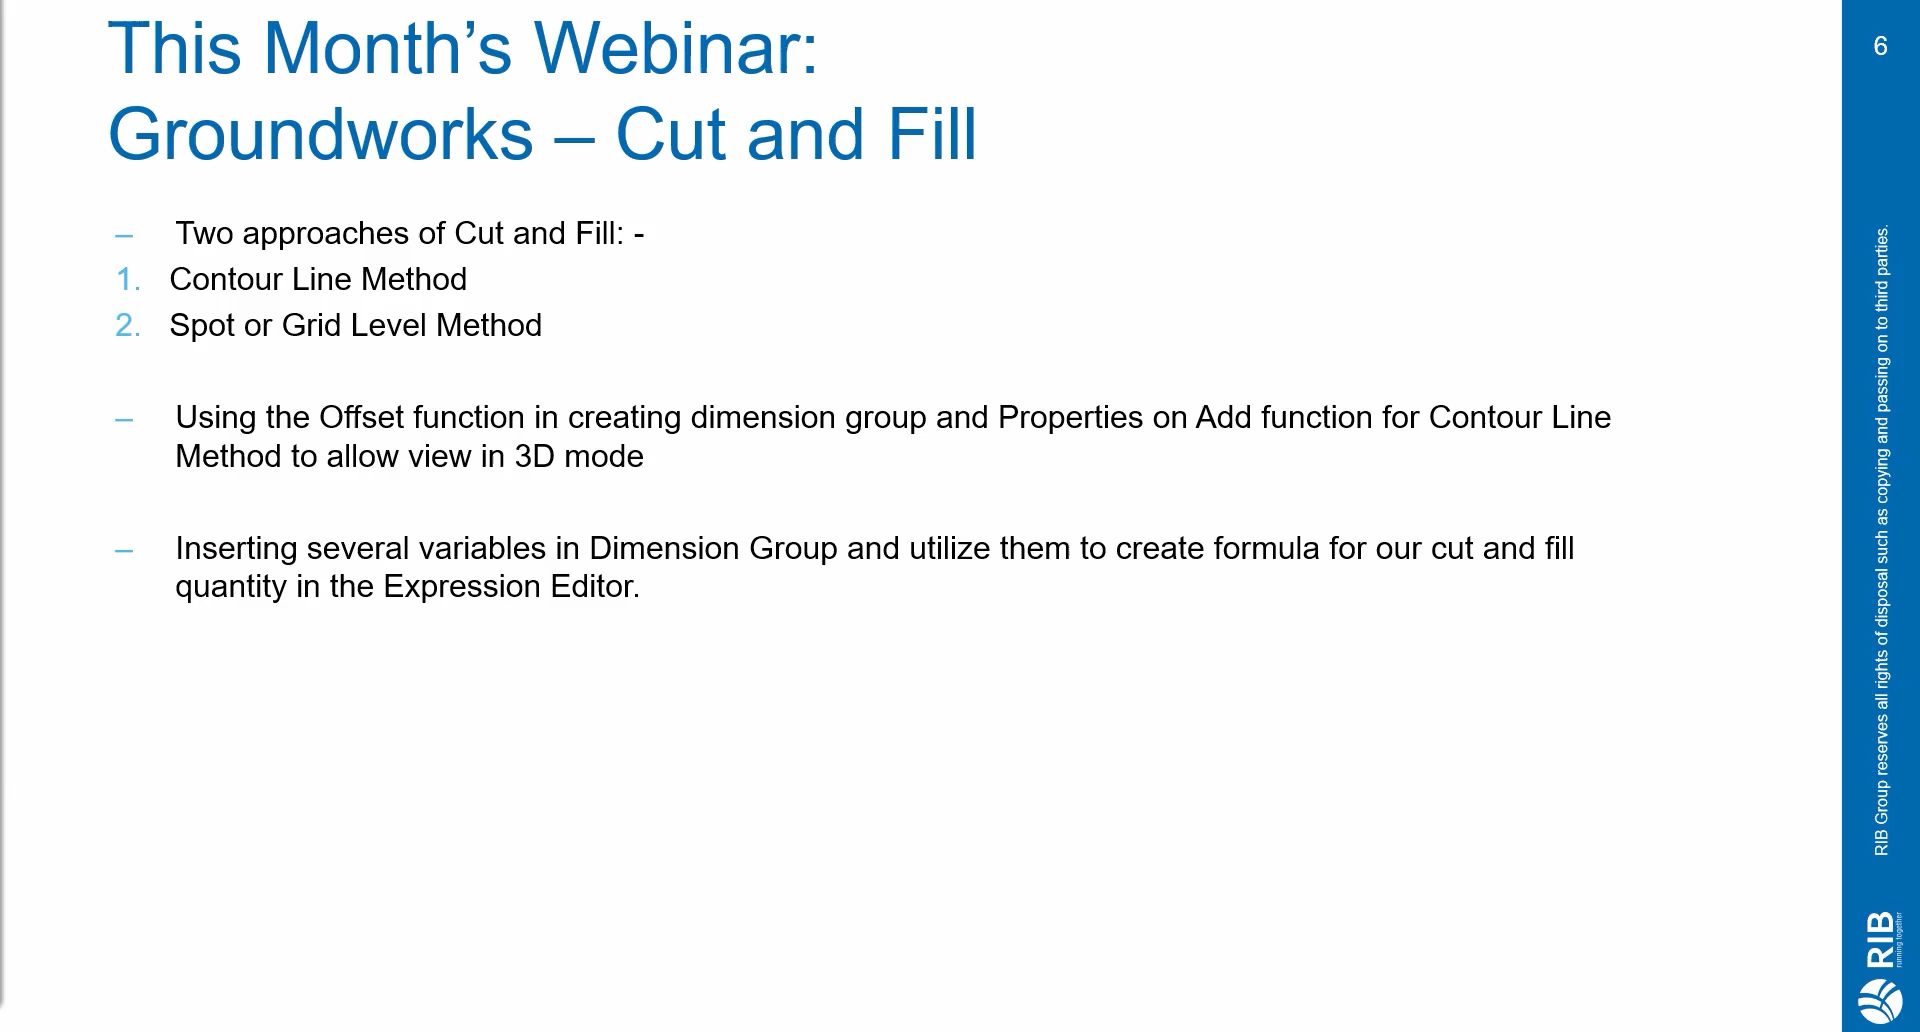 This Month’s Webinar:
Groundworks – Cut and Fill
– Two approaches of Cut and Fill: -
1. Contour Line Method
2. Spot or Grid Level Method
– Using the Offset function in creating dimension group and Properties on Add function for Contour Line
Method to allow view in 3D mode
– Inserting several variables in Dimension Group and utilize them to create formula for our cut and fill
quantity in the Expression Editor.
6
RIB Group reserves all rights of disposal such as copying and passing on to third parties.
RIB
running together